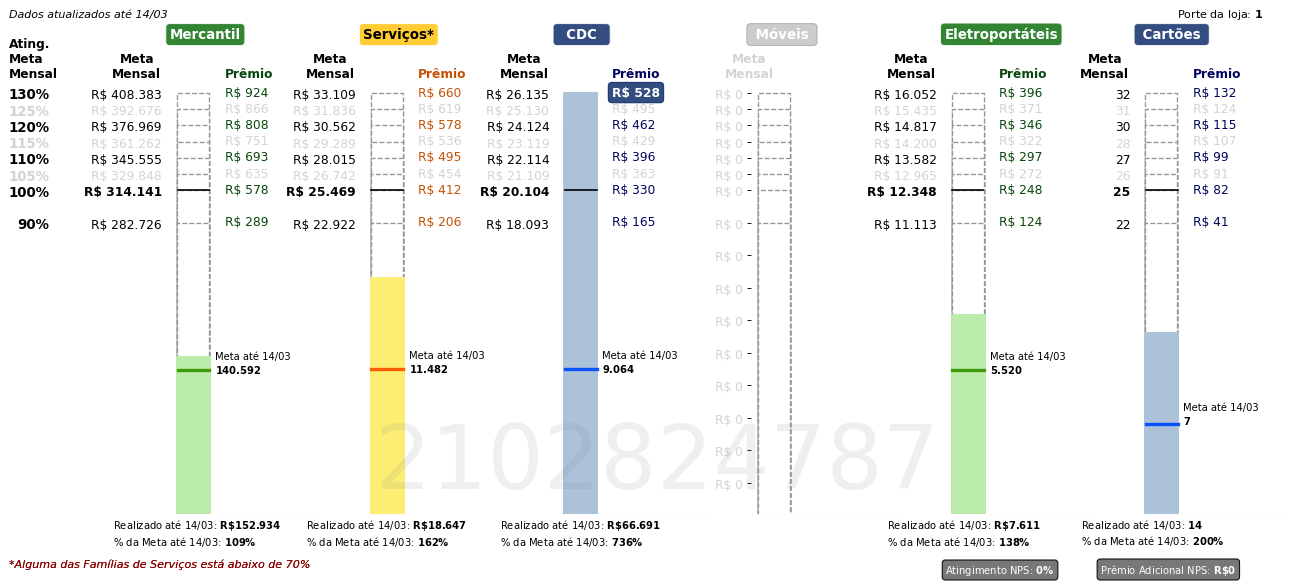 Dados atualizados até 14/03
Porte da loja: 1
Mercantil Serviços* CDC Móveis Eletroportáteis Cartões
Ating.
Meta Meta Meta Meta Meta Meta Meta
Mensal Mensal Prêmio Mensal Prêmio Mensal Prêmio Mensal Mensal Prêmio Mensal Prêmio
130% R$ 408.383 R$ 924 R$ 33.109 R$ 660 R$ 26.135 R$ 528 R$ 0 R$ 16.052 R$ 396 32 R$ 132
125% R$ 392.676 R$ 866 R$ 31.836 R$ 619 R$ 25.130 R$ 495 R$ 0 R$ 15.435 R$ 371 31 R$ 124
120% R$ 376.969 R$ 808 R$ 30.562 R$ 578 R$ 24.124 R$ 462 R$ 0 R$ 14.817 R$ 346 30 R$ 115
115% R$ 361.262 R$ 751 R$ 29.289 R$ 536 R$ 23.119 R$ 429 R$ 0 R$ 14.200 R$ 322 28 R$ 107
110% R$ 345.555 R$ 693 R$ 28.015 R$ 495 R$ 22.114 R$ 396 R$ 0 R$ 13.582 R$ 297 27 R$ 99
105% R$ 329.848 R$ 635 R$ 26.742 R$ 454 R$ 21.109 R$ 363 R$ 0 R$ 12.965 R$ 272 26 R$ 91
100% R$ 314.141 R$ 578 R$ 25.469 R$ 412 R$ 20.104 R$ 330 R$ 0 R$ 12.348 R$ 248 25 R$ 82
90% R$ 282.726 R$ 289 R$ 22.922 R$ 206 R$ 18.093 R$ 165 R$ 0 R$ 11.113 R$ 124 22 R$ 41
R$ 0
R$ 0
R$ 0
R$ 0
Meta até 14/03 Meta até 14/03 Meta até 14/03 R$ 0 Meta até 14/03
140.592 11.482 9.064 5.520
R$ 0
Meta até 14/03
R$ 0 7
R$ 0
2102824787
R$ 0
Realizado até 14/03: R$152.934 Realizado até 14/03: R$18.647 Realizado até 14/03: R$66.691 Realizado até 14/03: R$7.611 Realizado até 14/03: 14
% da Meta até 14/03: 109% % da Meta até 14/03: 162% % da Meta até 14/03: 736% % da Meta até 14/03: 138% % da Meta até 14/03: 200%
*Alguma das Famílias de Serviços está abaixo de 70%
Atingimento NPS: 0% Prêmio Adicional NPS: R$0